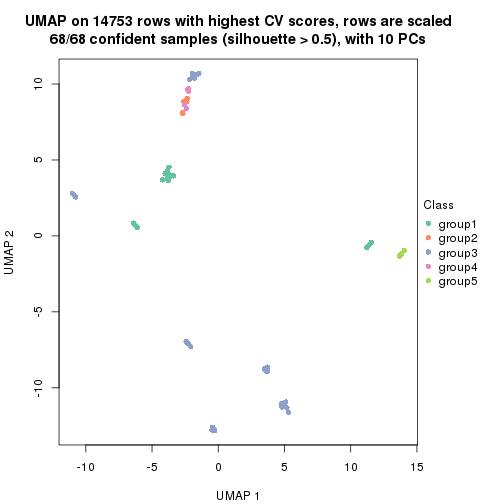 UMAP on 14753 rows with highest CV scores, rows are scaled
68/68 confident samples (silhouette > 0.5), with 10 PCs
10
5
0
-5
-10
UMAP 2
-10
-5
0
5
10
15
UMAP 1
Class
group1
group2
group3
group4
group5